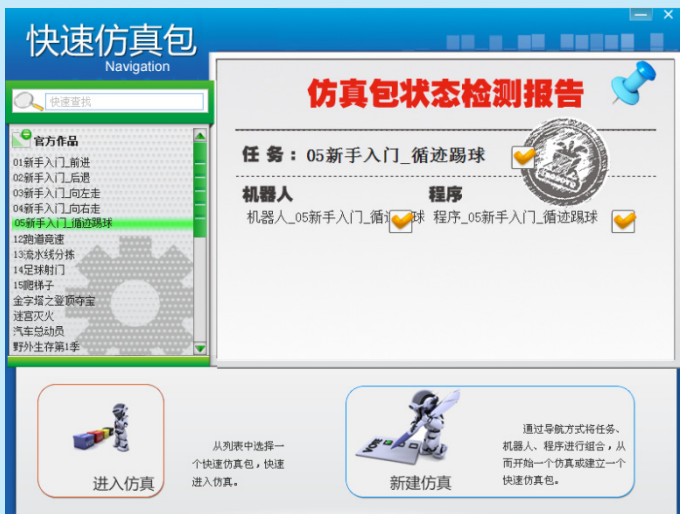 快速仿真包
Navigation
快速查找
官方作品
01新手入门_前进
02新手入门_后退
03新手入门_向左走
04新手入门_向右走
05新手入门_循迹踢球
12跑道竞速
13流水线分拣
14足球射门
15爬梯子
金字塔之登顶夺宝
迷宫灭火
汽车总动员
野外生存第1季
仿真包状态检测报告
任务：05新手入门_循迹踢球
机器人 程序
机器人_05新手入门_循 球 程序_05新手入门_循迹踢球
从列表中选择一
个快速仿真包，快速
进入仿真。
进入仿真
通过导航方式将任务、
机器人、程序进行组合，从
而开始一个仿真或建立一个
快速仿真包。
新建仿真